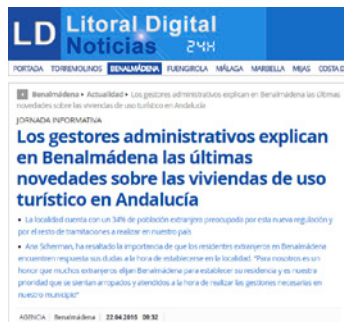 LD Litoral Digital
Noticias 24H
PORTADA TORREMOLINOS BENALMÁDENA FUENGIROLA MÁLAGA MARBELLA MIJAS COSTA D
Benalmádena • Actualidad • Los gestores administrativos explican en Benalmádena las últimas
novedades sobre las viviendas de uso turístico en Andalucía
JORNADA INFORMATIVA
Los gestores administrativos explican
en Benalmádena las últimas
novedades sobre las viviendas de uso
turístico en Andalucía
• La localidad cuenta con un 34% de población extranjera preocupado por esta nueva regulación y
por el resto de tramitaciones a realizar en nuestro país
• Ana Scherman, ha resaltado la importancia de que los residentes extranjeros en Benalmádena
encuentren respuesta sus dudas a la hora de establecerse en la localidad. "Para nosotros es un
honor que muchos extranjeros elijan Benalmádena para establecer su residencia y es nuestra
prioridad que se sientan arropados y atendidos a la hora de realizar las gestiones necesarias en
nuestro municipio"
AGENCIA Benalmádena 22.04.2016 09:32